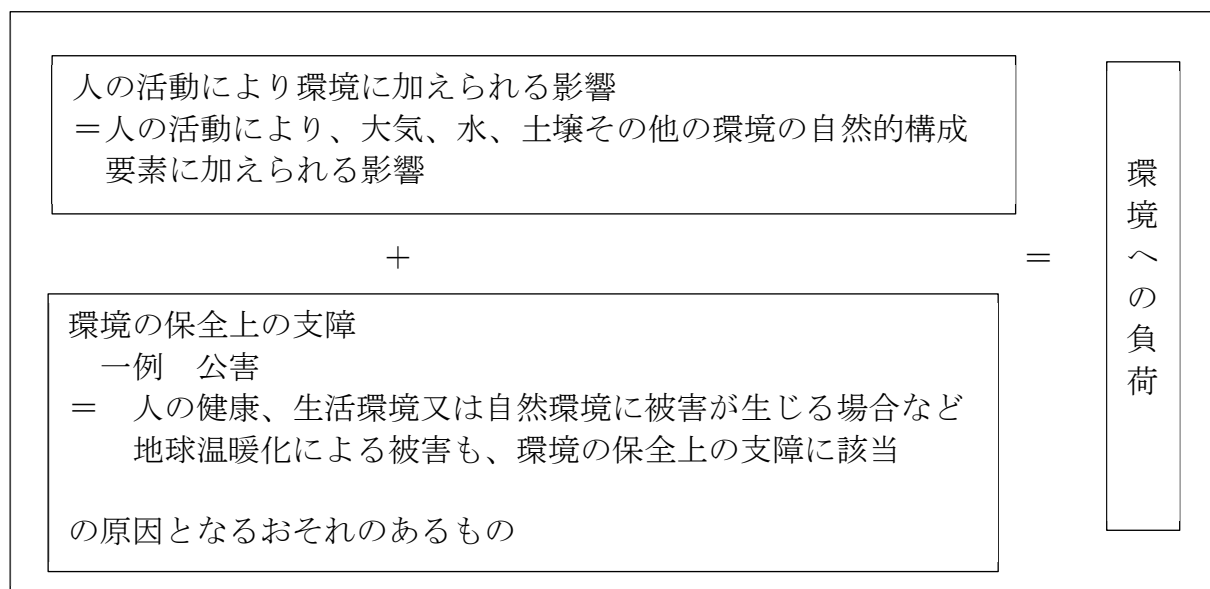 人の活動により環境に加えられる影響
＝人の活動により、大気、水、土壌その他の環境の自然的構成
要素に加えられる影響
＋
＝
環境の保全上の支障
一例　公害
＝　人の健康、生活環境又は自然環境に被害が生じる場合など
地球温暖化による被害も、環境の保全上の支障に該当
の原因となるおそれのあるもの
環境への負荷